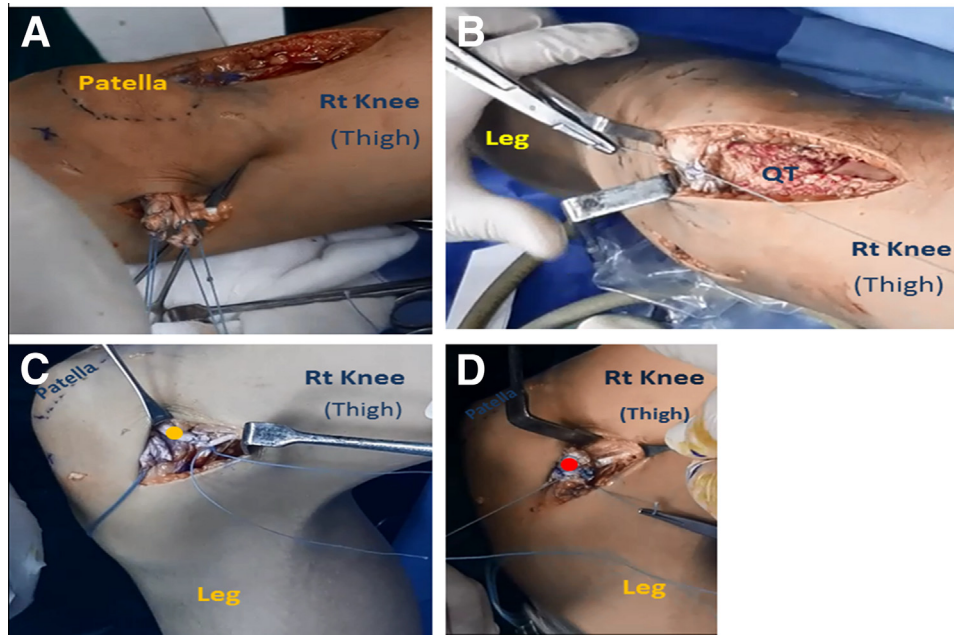 A
Patella
Rt Knee
(Thigh)
B
Leg
QT
Rt Knee
(Thigh)
C
Patella
Rt Knee
(Thigh)
Leg
D
Patella
Rt Knee
(Thigh)
Leg